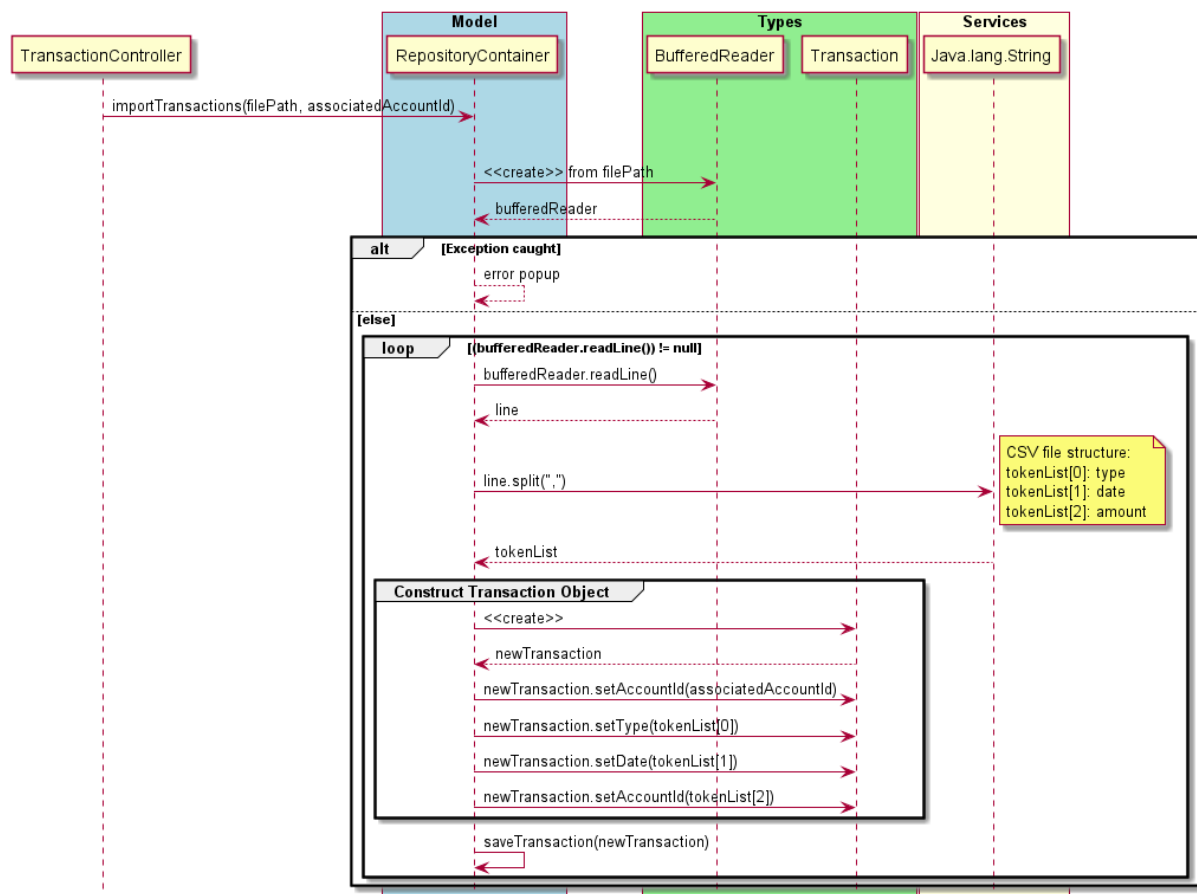 Model
Types
Services
TransactionController
RepositoryContainer
BufferedReader
Transaction
Java.lang.String
importTransactions(filePath, associatedAccountId)
<<create>> from filePath
bufferedReader
alt
[Exception caught]
error popup
[else]
loop
[(bufferedReader.readLine()) != null]
bufferedReader.readLine()
line
CSV file structure:
tokenList[0]: type
tokenList[1]: date
tokenList[2]: amount
line.split(",")
tokenList
Construct Transaction Object
<<create>>
newTransaction
newTransaction.setAccountId(associatedAccountId)
newTransaction.setType(tokenList[0])
newTransaction.setDate(tokenList[1])
newTransaction.setAccountId(tokenList[2])
saveTransaction(newTransaction)